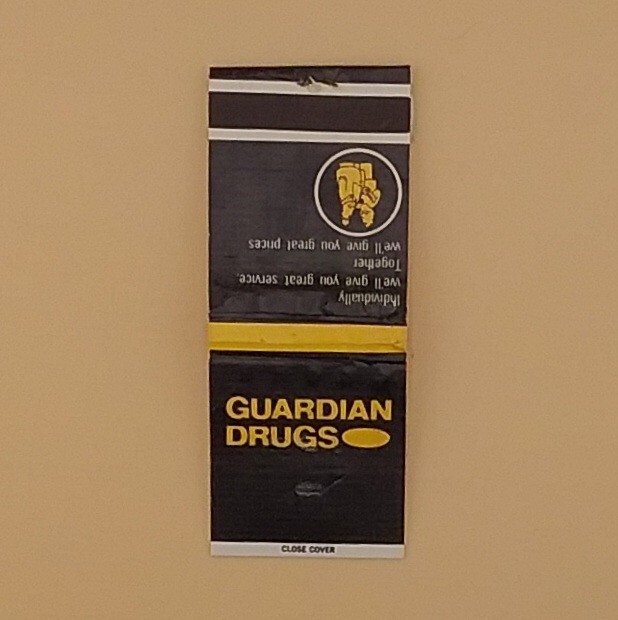 Individually
we'll give you great service.
Together
we'll give you great prices
GUARDIAN
DRUGS
CLOSE COVER